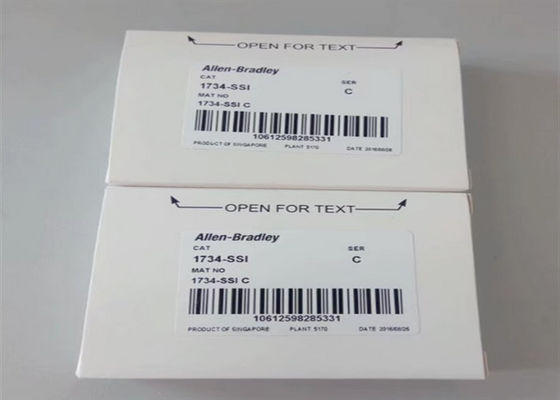 OPEN FOR TEXT
Allen-Bradley
CAT SER
1734-SSI C
MAT NO
1734-SSI C
10612598285331
PRODUCT OF SINGAPORE PLANT 5170 DATE 2016/08/26
OPEN FOR TEXT
Allen-Bradley
CAT SER
1734-SSI C
MAT NO
1734-SSI C
10612598285331
PRODUCT OF SINGAPORE PLANT 5170 DATE 2016/08/26